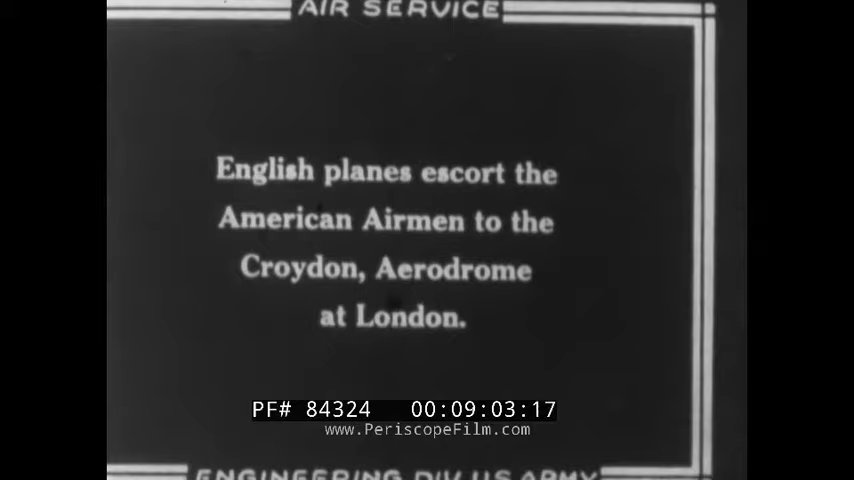 AIR SERVICE
English planes escort the
American Airmen to the
Croydon, Aerodrome
at London.
PF# 84324 00:09:03:17
www.PeriscopeFilm.com
ENGINEERING DIV. U.S. ARMY